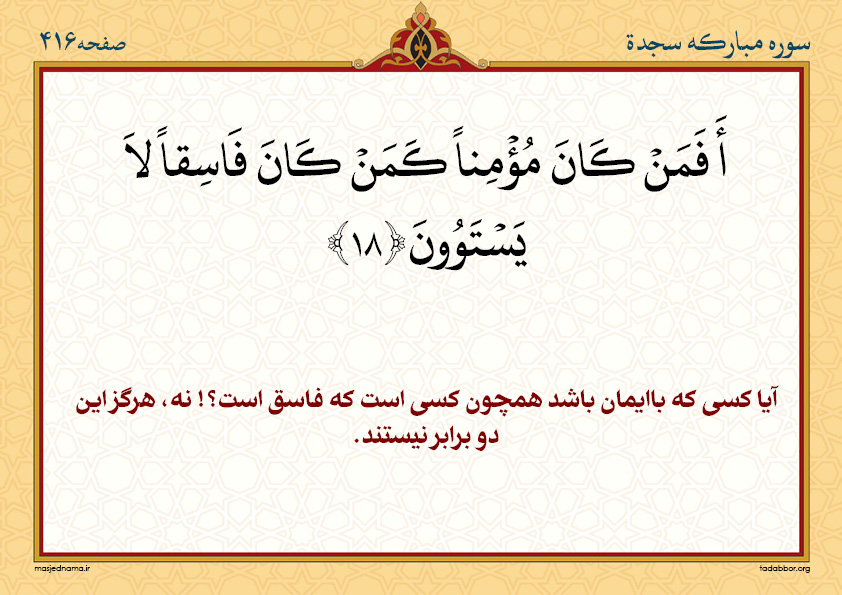 سوره مبارکه سجدة
صفحه۴۱۶
أَ فَمَنْ كَانَ مُؤْمِناً كَمَنْ كَانَ فَاسِقاً لاَ
يَسْتَوُونَ ﴿۱۸﴾
آیا کسی که باایمان باشد همچون کسی است که فاسق است؟! نه، هرگز این
دو برابر نیستند.
masjednama.ir
tadabbor.org